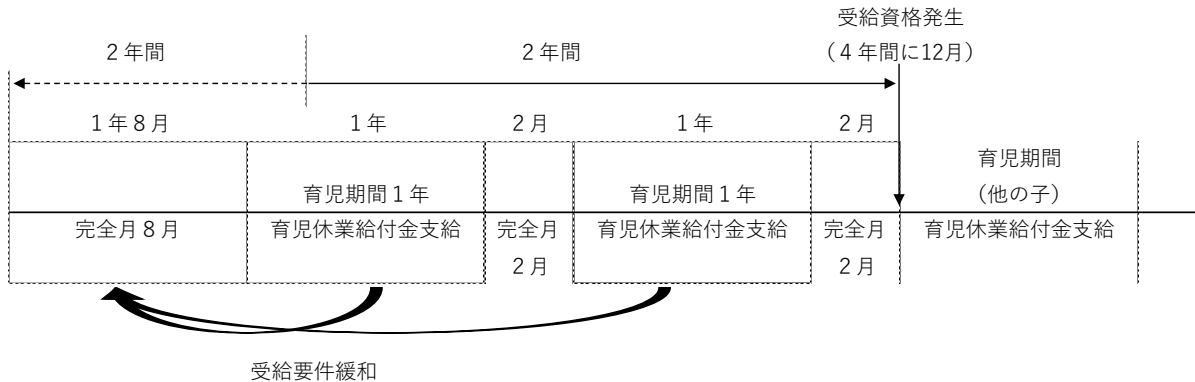 受給資格発生
（４年間に12月）
２年間
２年間
１年８月
１年
２月
１年
２月
育児期間１年
育児期間１年
育児期間
（他の子）
完全月８月
育児休業給付金支給
完全月
２月
育児休業給付金支給
完全月
２月
育児休業給付金支給
受給要件緩和